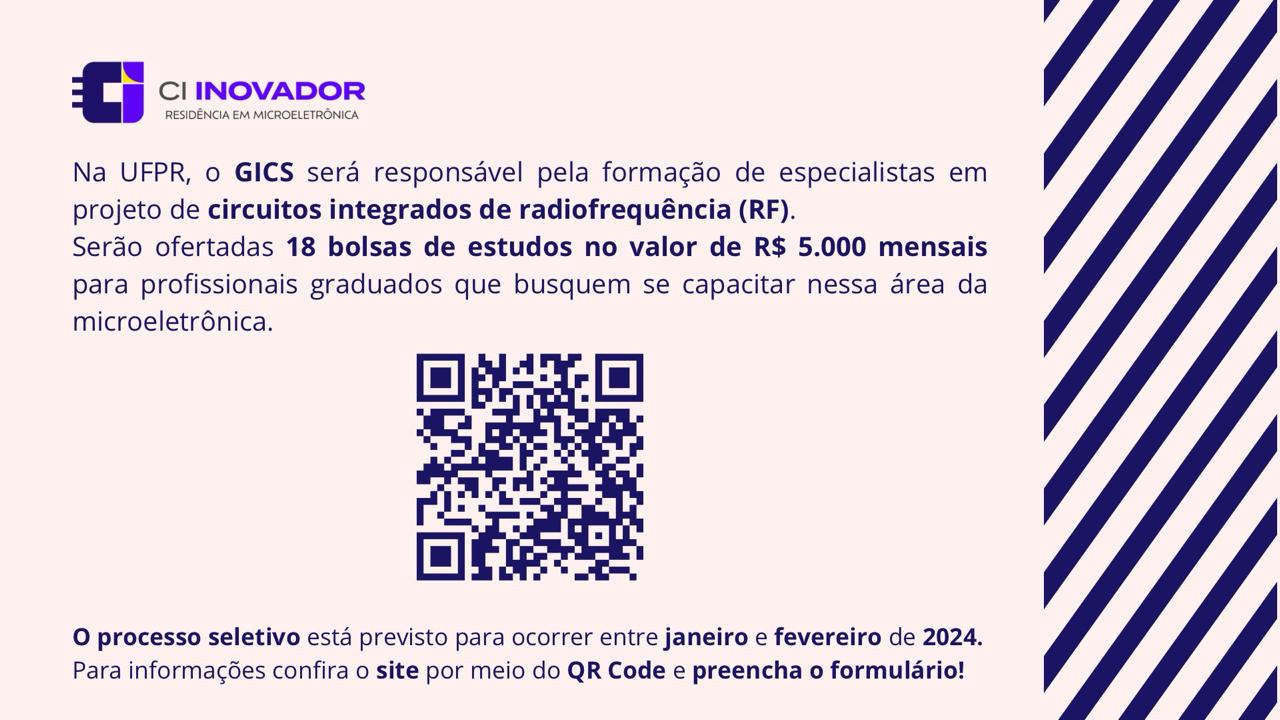 CI INOVADOR
RESIDÊNCIA EM MICROELETRÔNICA
Na UFPR, o GICS será responsável pela formação de especialistas em
projeto de circuitos integrados de radiofrequência (RF).
Serão ofertadas 18 bolsas de estudos no valor de R$ 5.000 mensais
para profissionais graduados que busquem se capacitar nessa área da
microeletrônica.
O processo seletivo está previsto para ocorrer entre janeiro e fevereiro de 2024.
Para informações confira o site por meio do QR Code e preencha o formulário!